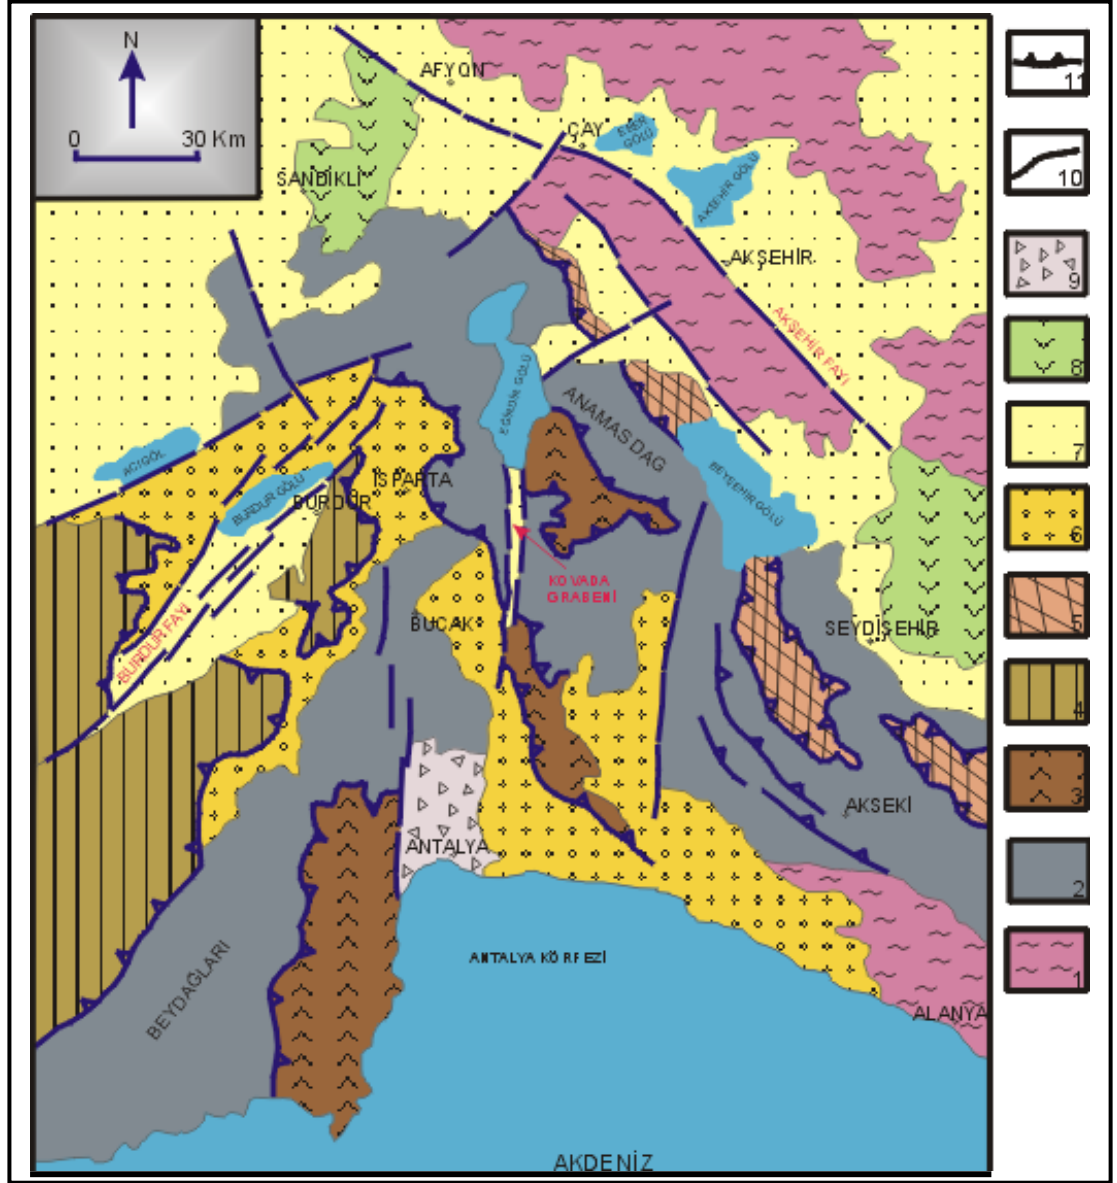 N
0 30 Km
AFYON
ÇAY
EBER
GÖLÜ
AKŞEHİR GÖLÜ
SANDIKLI
AKŞEHİR
AKŞEHİR FAYI
EĞİRDİR GÖLÜ
ANAMAS DAG
ACIGÖL
BURDUR GÖLÜ
BURDUR
ISPARTA
BEYŞEHİR GÖLÜ
KOVADA
GRABENİ
BURDUR FAYI
BUCAK
SEYDİŞEHİR
AKSEKİ
ANTALYA
BEYDAĞLARI
ANTALYA KÖRFEZİ
ALANYA
AKDENİZ
11
10
9
8
7
6
5
4
3
2
1